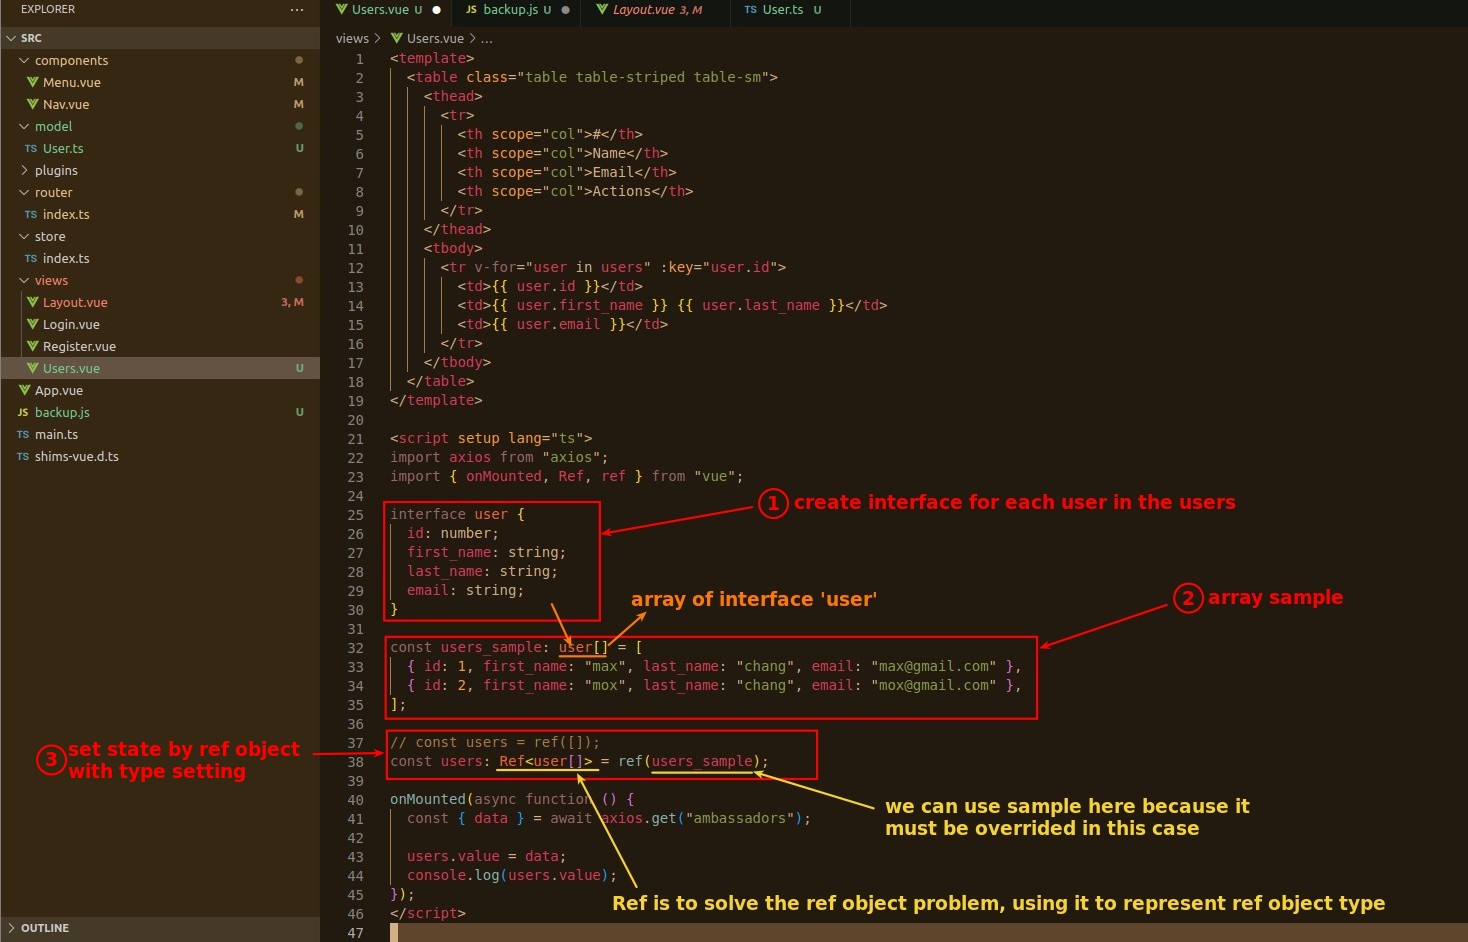 EXPLORER ...
SRC
components
Menu.vue M
Nav.vue M
model
TS User.ts U
plugins
router
TS index.ts M
store
TS index.ts
views
Layout.vue 3, M
Login.vue
Register.vue
Users.vue U
App.vue
JS backup.js U
TS main.ts
TS shims-vue.d.ts
OUTLINE
Users.vue U JS backup.js U Layout.vue 3, M TS User.ts U
views > Users.vue > ...
1 <template>
2 <table class="table table-striped table-sm">
3 <thead>
4 <tr>
5 <th scope="col">#</th>
6 <th scope="col">Name</th>
7 <th scope="col">Email</th>
8 <th scope="col">Actions</th>
9 </tr>
10 </thead>
11 <tbody>
12 <tr v-for="user in users" :key="user.id">
13 <td>{{ user.id }}</td>
14 <td>{{ user.first_name }} {{ user.last_name }}</td>
15 <td>{{ user.email }}</td>
16 </tr>
17 </tbody>
18 </table>
19 </template>
20
21 <script setup lang="ts">
22 import axios from "axios";
23 import { onMounted, Ref, ref } from "vue";
24
1 create interface for each user in the users
25 interface user {
26 id: number;
27 first_name: string;
28 last_name: string;
29 email: string;
30 }
array of interface 'user'
2 array sample
31
32 const users_sample: user[] = [
33 { id: 1, first_name: "max", last_name: "chang", email: "max@gmail.com" },
34 { id: 2, first_name: "mox", last_name: "chang", email: "mox@gmail.com" },
35 ];
36
3 set state by ref object
with type setting
37 // const users = ref([]);
38 const users: Ref<user[]> = ref(users_sample);
39
40 onMounted(async function () {
41 const { data } = await axios.get("ambassadors");
42
43 users.value = data;
44 console.log(users.value);
45 });
46 </script>
47
we can use sample here because it
must be overrided in this case
Ref is to solve the ref object problem, using it to represent ref object type